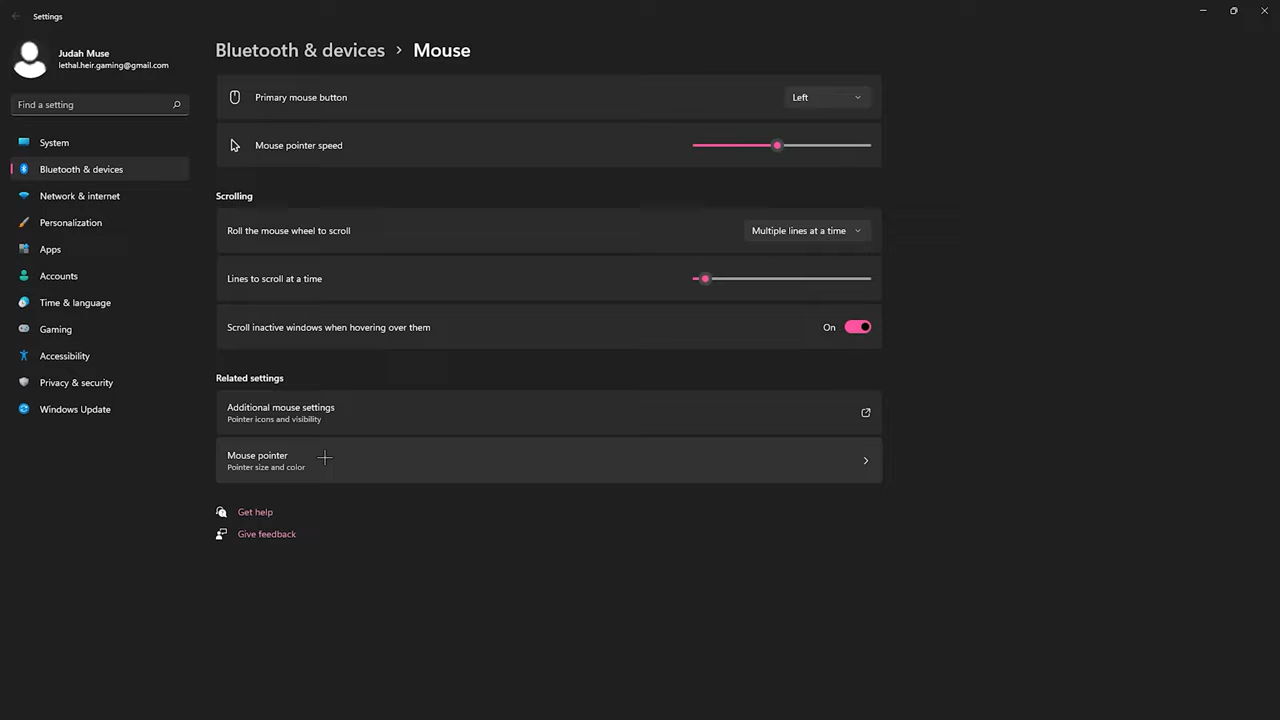 Settings
Judah Muse
lethal.heir.gaming@gmail.com
Find a setting
System
Bluetooth & devices
Network & internet
Personalization
Apps
Accounts
Time & language
Gaming
Accessibility
Privacy & security
Windows Update
Bluetooth & devices › Mouse
Primary mouse button Left
Mouse pointer speed
Scrolling
Roll the mouse wheel to scroll Multiple lines at a time
Lines to scroll at a time
Scroll inactive windows when hovering over them On
Related settings
Additional mouse settings
Pointer icons and visibility
Mouse pointer
Pointer size and color
Get help
Give feedback